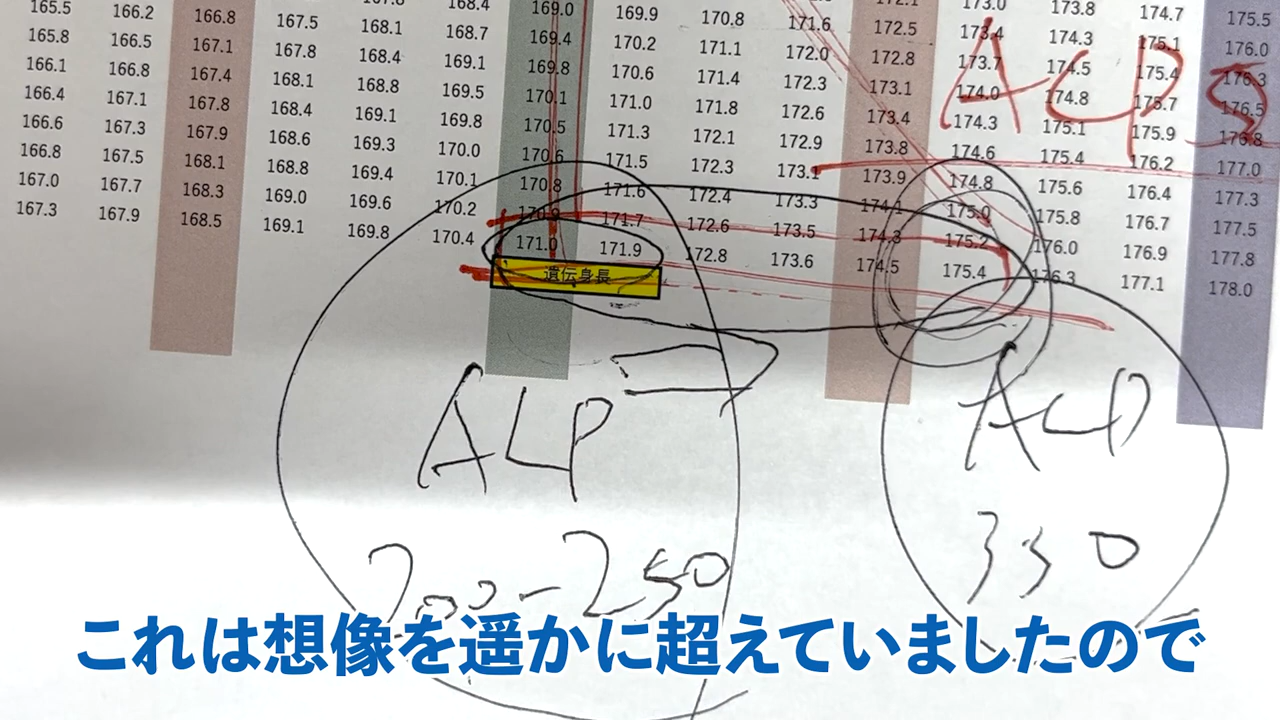 172.1 173.0 173.8 174.7 175.5
168.4 169.0 169.9 170.8 171.6 172.5 173.4 174.3 175.1 176.0
165.5 166.2 166.8 167.5 168.1 168.7 169.4 170.2 171.1 172.0 172.8 173.7 174.5 175.4 176.3
165.8 166.5 167.1 167.8 168.4 169.1 169.8 170.6 171.4 172.3 173.1 174.0 174.8 175.7 176.5
166.1 166.8 167.4 168.1 168.8 169.5 170.1 171.0 171.8 172.6 173.4 174.3 175.1 175.9 176.8
166.4 167.1 167.8 168.4 169.1 169.8 170.5 171.3 172.1 172.9 173.8 174.6 175.4 176.2 177.0
166.6 167.3 167.9 168.6 169.3 170.0 170.6 171.5 172.3 173.1 173.9 174.8 175.6 176.4 177.3
166.8 167.5 168.1 168.8 169.4 170.1 170.8 171.6 172.4 173.3 174.1 175.0 175.8 176.7 177.5
167.0 167.7 168.3 169.0 169.6 170.2 171.7 172.6 173.5 174.3 175.2 176.0 176.9 177.8
167.3 167.9 168.5 169.1 169.8 170.4 171.0 171.9 172.8 173.6 174.5 175.4 176.3 177.1 178.0
遺伝身長
ALP
ALP
200-250
ALP
330
これは想像を遥かに超えていましたので